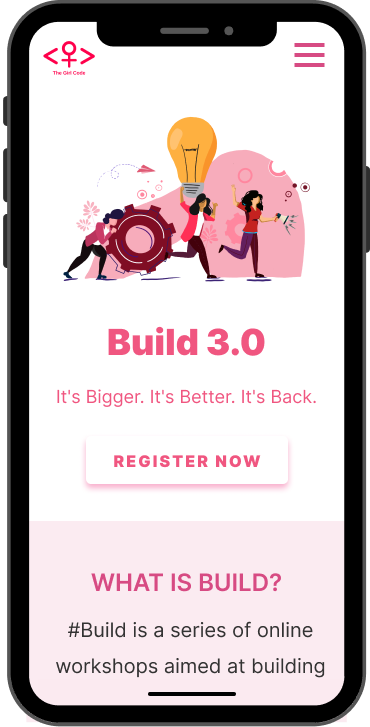 The Girl Code
Build 3.0
It's Bigger. It's Better. It's Back.
REGISTER NOW
WHAT IS BUILD?
#Build is a series of online
workshops aimed at building